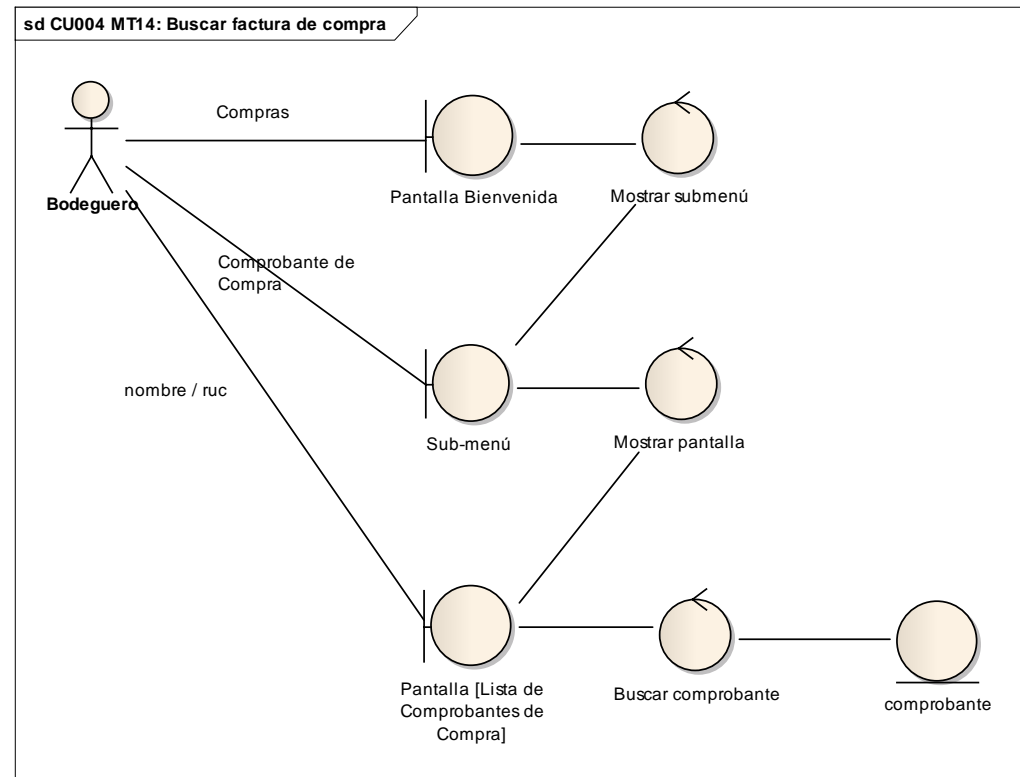 sd CU004 MT14: Buscar factura de compra
Compras
Bodeguero
Pantalla Bienvenida
Mostrar submenú
Comprobante de
Compra
nombre / ruc
Sub-menú
Mostrar pantalla
Pantalla [Lista de
Comprobantes de
Compra]
Buscar comprobante
comprobante